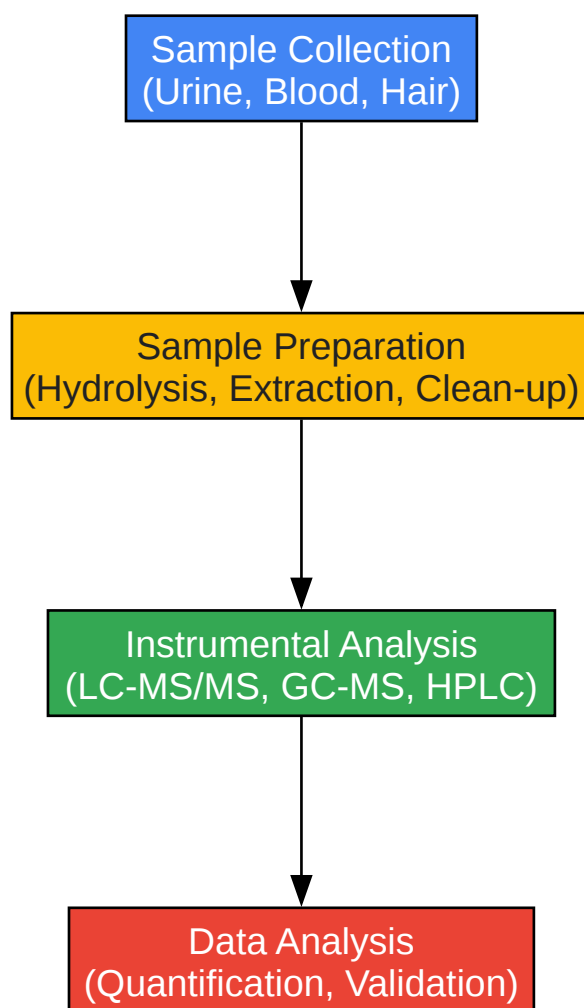 Sample Collection
(Urine, Blood, Hair)
Sample Preparation
(Hydrolysis, Extraction, Clean-up)
Instrumental Analysis
(LC-MS/MS, GC-MS, HPLC)
Data Analysis
(Quantification, Validation)